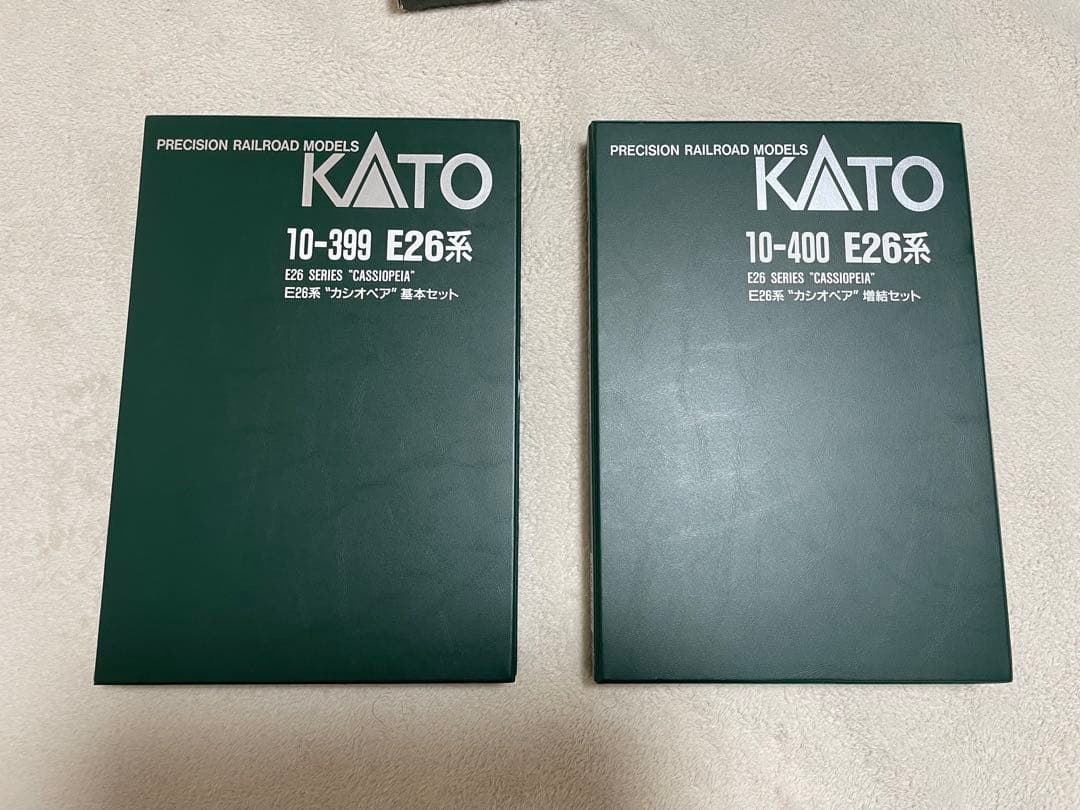 PRECISION RAILROAD MODELS
KATO
10-399 E26系
E26 SERIES "CASSIOPEIA"
E26系 "カシオペア" 基本セット
PRECISION RAILROAD MODELS
KATO
10-400 E26系
E26 SERIES "CASSIOPEIA"
E26系 "カシオペア" 増結セット